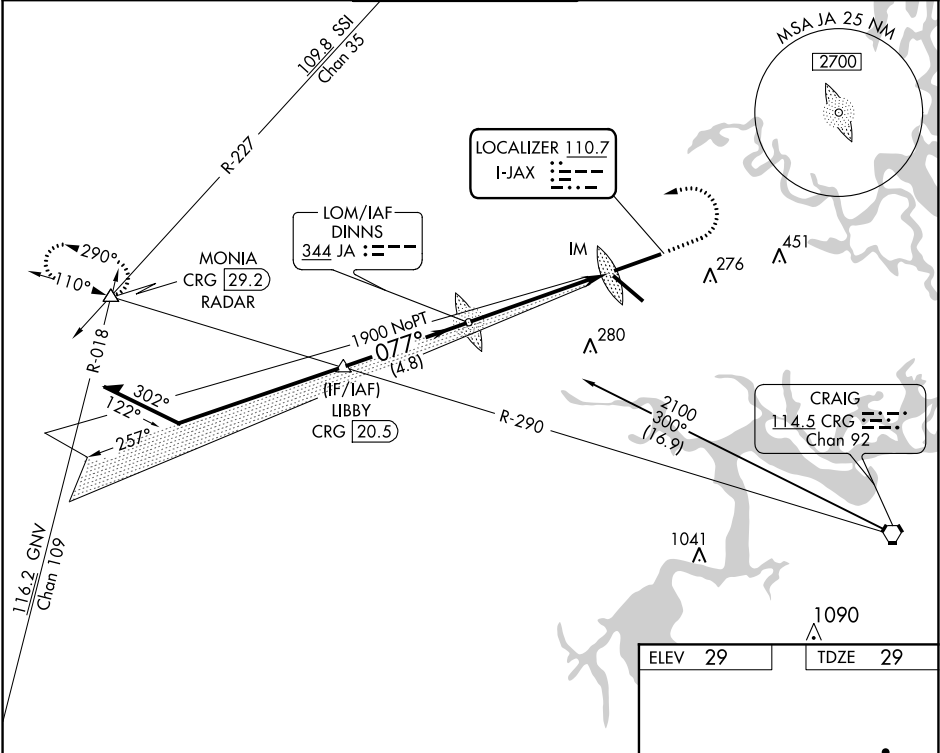 109.8 SSI
Chan 35
MSA JA 25 NM
2700
R-227
LOCALIZER 110.7
I-JAX
LOM/IAF
DINNS
344 JA
IM
451
276
290°
110°
MONIA
CRG 29.2
RADAR
R-018
1900 NoPT
077°
(4.8)
280
302°
122°
257°
(IF/IAF)
LIBBY
CRG 20.5
R-290
2100
300°
(16.9)
CRAIG
114.5 CRG
Chan 92
116.2 GNV
Chan 109
1041
1090
ELEV 29
TDZE 29